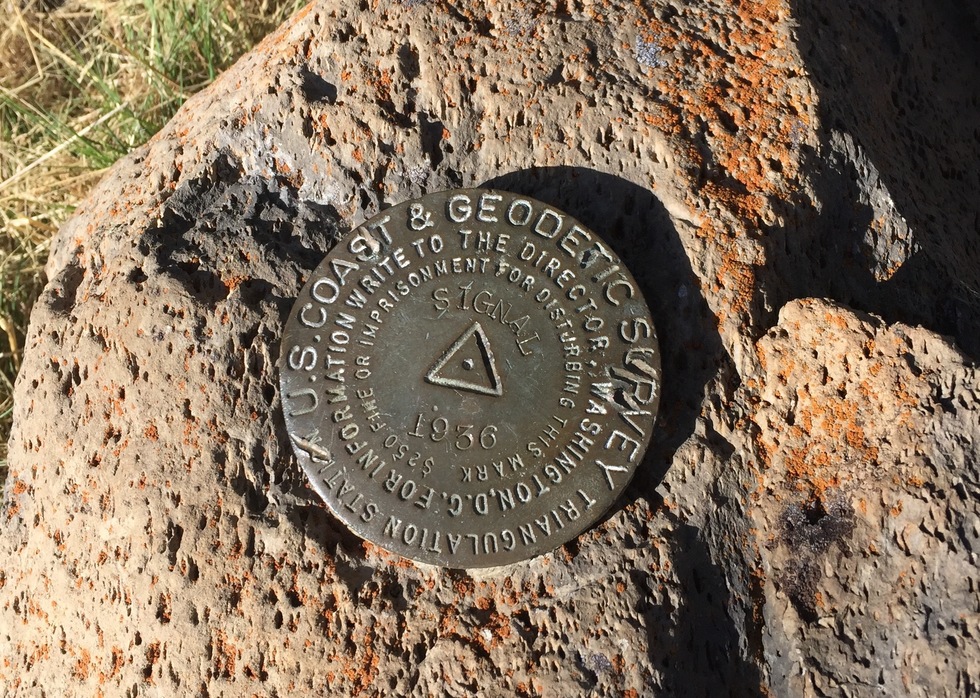 U.S. COAST & GEODETIC SURVEY
TRIANGULATION STATION
FOR INFORMATION WRITE TO THE DIRECTOR, WASHINGTON, D.C.
$250 FINE OR IMPRISONMENT FOR DISTURBING THIS MARK
SIGNAL
1936